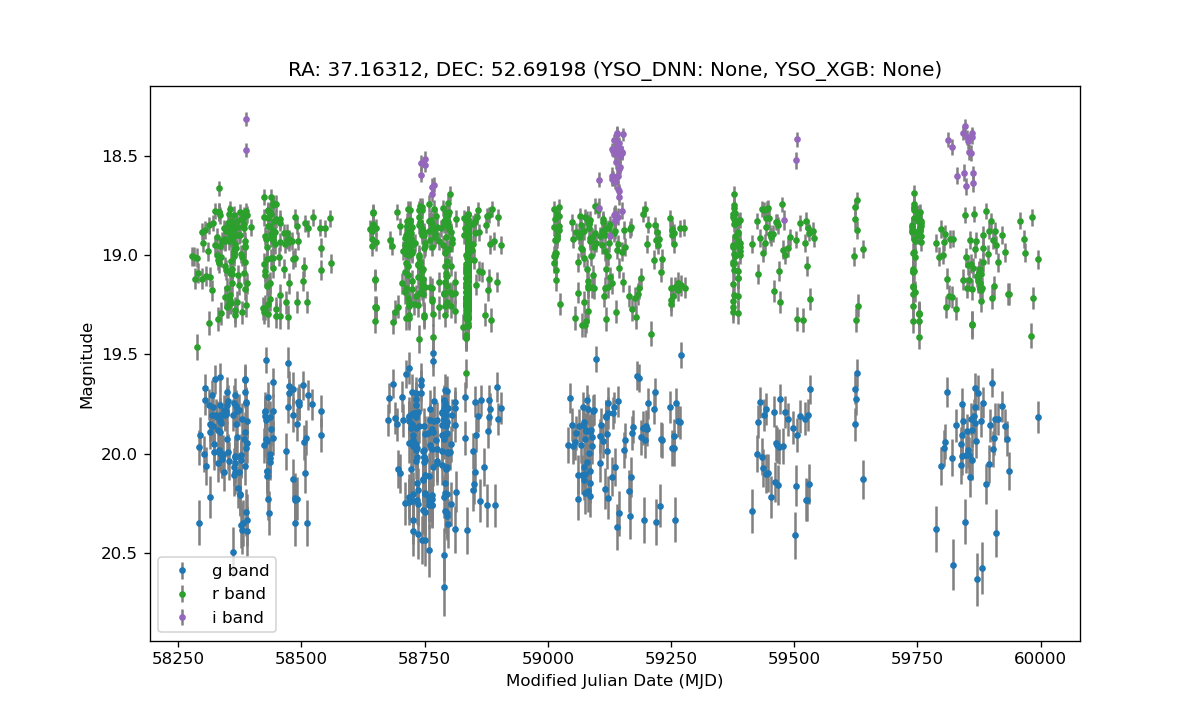 RA: 37.16312, DEC: 52.69198 (YSO_DNN: None, YSO_XGB: None)
18.5
19.0
19.5
20.0
20.5
Magnitude
g band
r band
i band
58250 58500 58750 59000 59250 59500 59750 60000
Modified Julian Date (MJD)